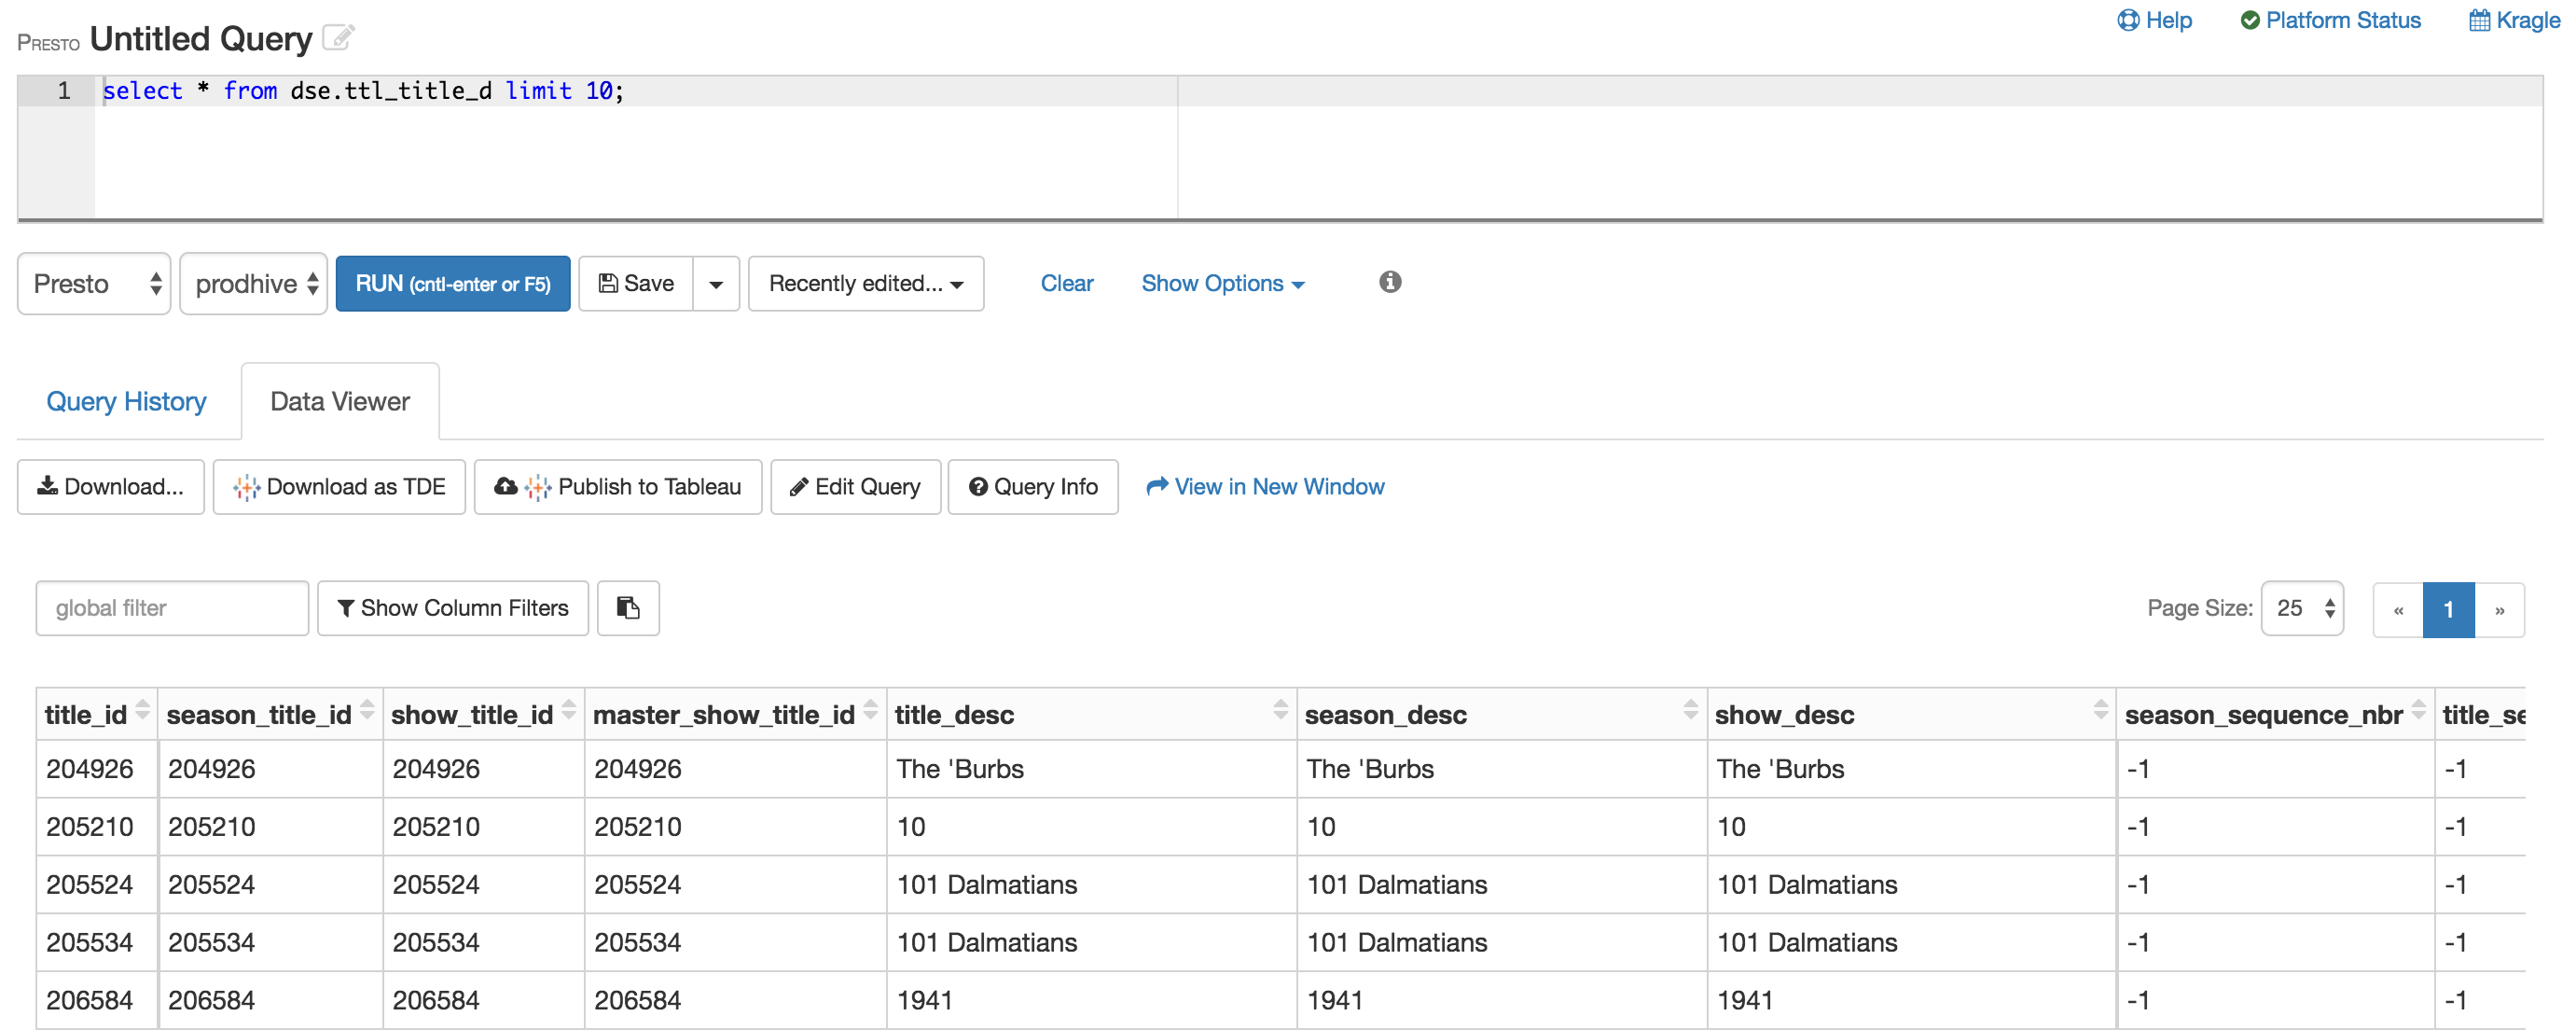 Help Platform Status Kragle
PRESTO Untitled Query
1 select * from dse.ttl_title_d limit 10;
Presto prodhive RUN (cntl-enter or F5) Save Recently edited... Clear Show Options
Query History Data Viewer
Download... Download as TDE Publish to Tableau Edit Query Query Info View in New Window
global filter Show Column Filters Page Size: 25 « 1 »
title_id season_title_id show_title_id master_show_title_id title_desc season_desc show_desc season_sequence_nbr title_se
204926 204926 204926 204926 The 'Burbs The 'Burbs The 'Burbs -1 -1
205210 205210 205210 205210 10 10 10 -1 -1
205524 205524 205524 205524 101 Dalmatians 101 Dalmatians 101 Dalmatians -1 -1
205534 205534 205534 205534 101 Dalmatians 101 Dalmatians 101 Dalmatians -1 -1
206584 206584 206584 206584 1941 1941 1941 -1 -1